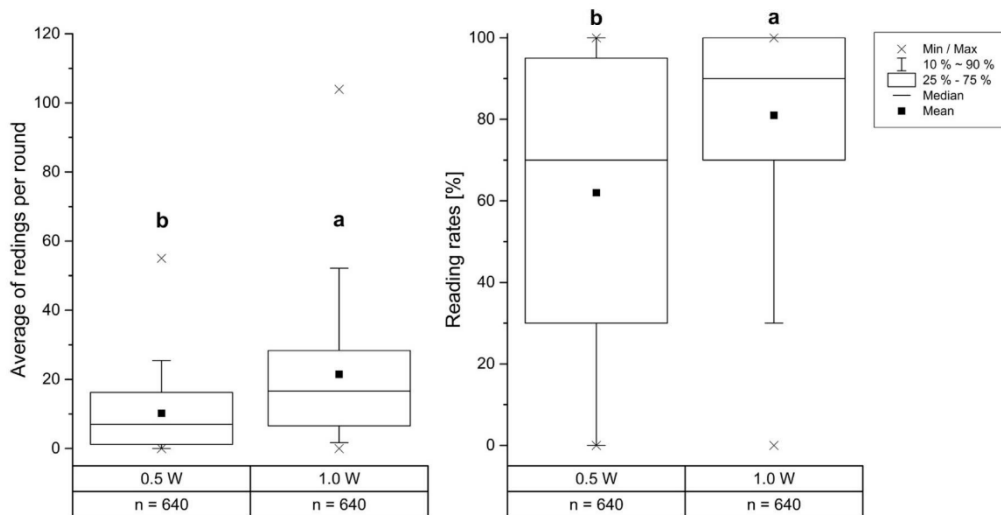 Average of redings per round
120
100
80
60
40
20
0
b
a
0.5 W
1.0 W
n = 640
n = 640
Reading rates [%]
100
80
60
40
20
0
b
a
0.5 W
1.0 W
n = 640
n = 640
Min / Max
10 % ~ 90 %
25 % - 75 %
Median
Mean